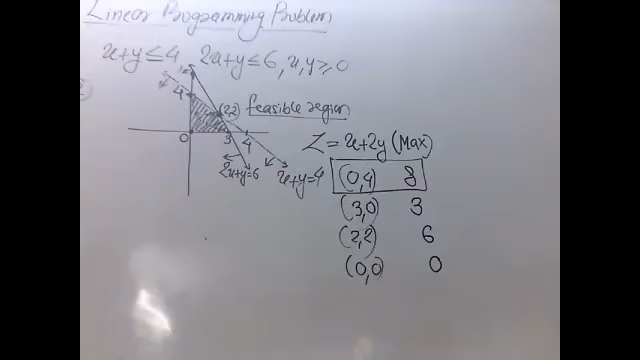 Linear Programming Problem
x+y≤4 2x+y≤6, x,y≥0
4
(2,2) feasible region
0 3 4
2x+y=6 x+y=4
Z = x+2y (Max)
(0,4) 8
(3,0) 3
(2,2) 6
(0,0) 0